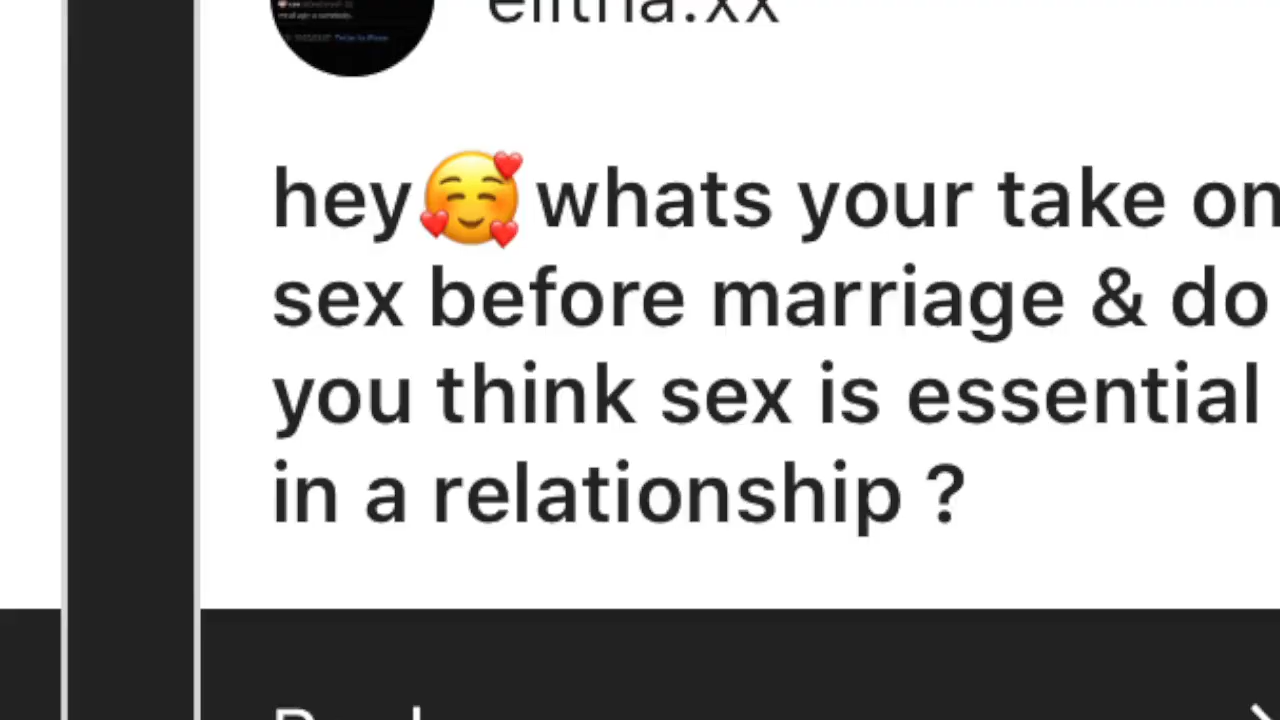 hey🥰 whats your take on
sex before marriage & do
you think sex is essential
in a relationship ?